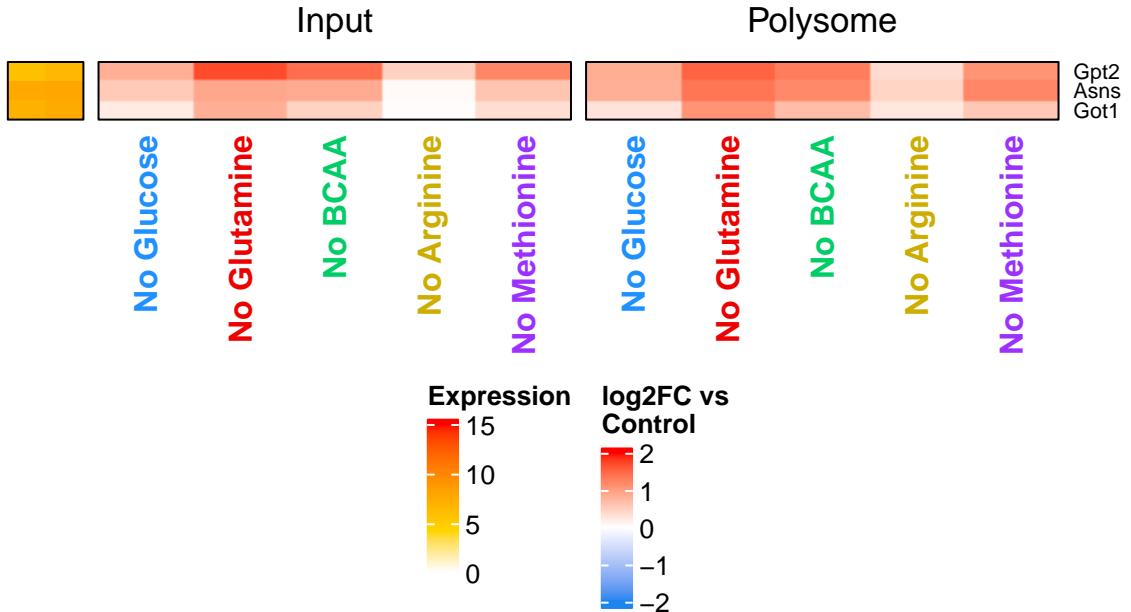 Input
Polysome
Gpt2
Asns
Got1
No Glucose
No Glutamine
No BCAA
No Arginine
No Methionine
No Glucose
No Glutamine
No BCAA
No Arginine
No Methionine
Expression
15
10
5
0
log2FC vs
Control
2
1
0
−1
−2